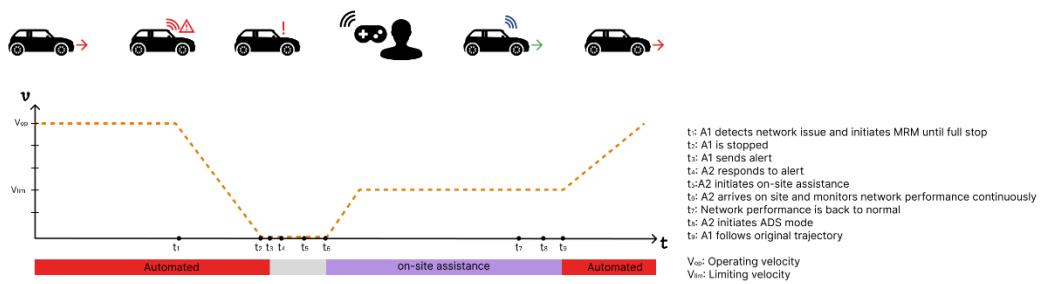 !
v
Vop
Vlim
t₁
t₂
t₃
t₄
t₅
t₆
t₇
t₈
t₉
t
Automated
on-site assistance
Automated
t₁: A1 detects network issue and initiates MRM until full stop
t₂: A1 is stopped
t₃: A1 sends alert
t₄: A2 responds to alert
t₅:A2 initiates on-site assistance
t₆: A2 arrives on site and monitors network performance continuously
t₇: Network performance is back to normal
t₈: A2 initiates ADS mode
t₉: A1 follows original trajectory
Vop: Operating velocity
Vlim: Limiting velocity